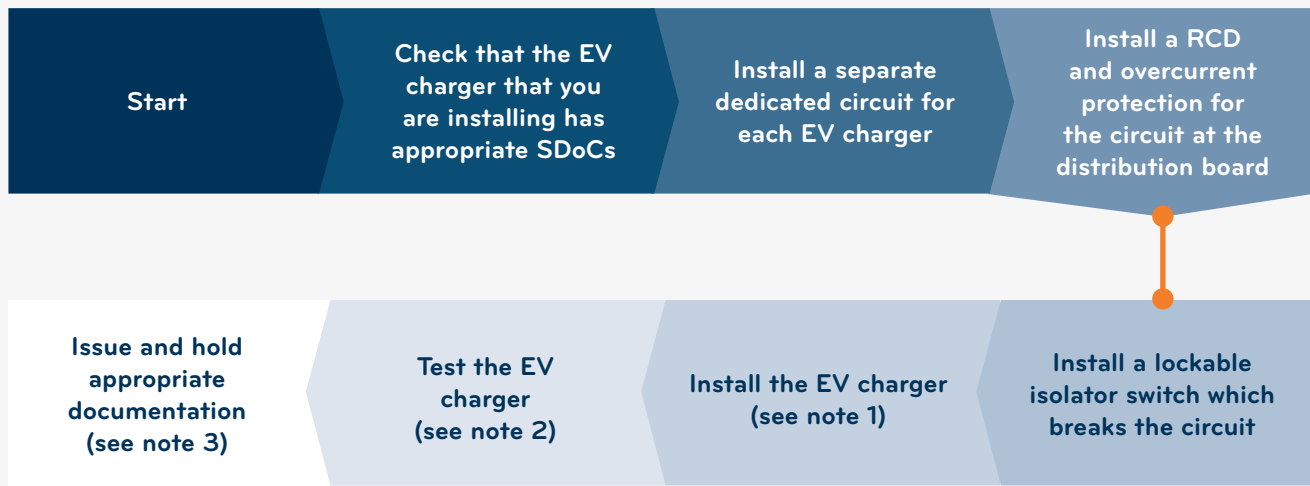 Start
Check that the EV
charger that you
are installing has
appropriate SDoCs
Install a separate
dedicated circuit for
each EV charger
Install a RCD
and overcurrent
protection for
the circuit at the
distribution board
Install a lockable
isolator switch which
breaks the circuit
Install the EV charger
(see note 1)
Test the EV
charger
(see note 2)
Issue and hold
appropriate
documentation
(see note 3)